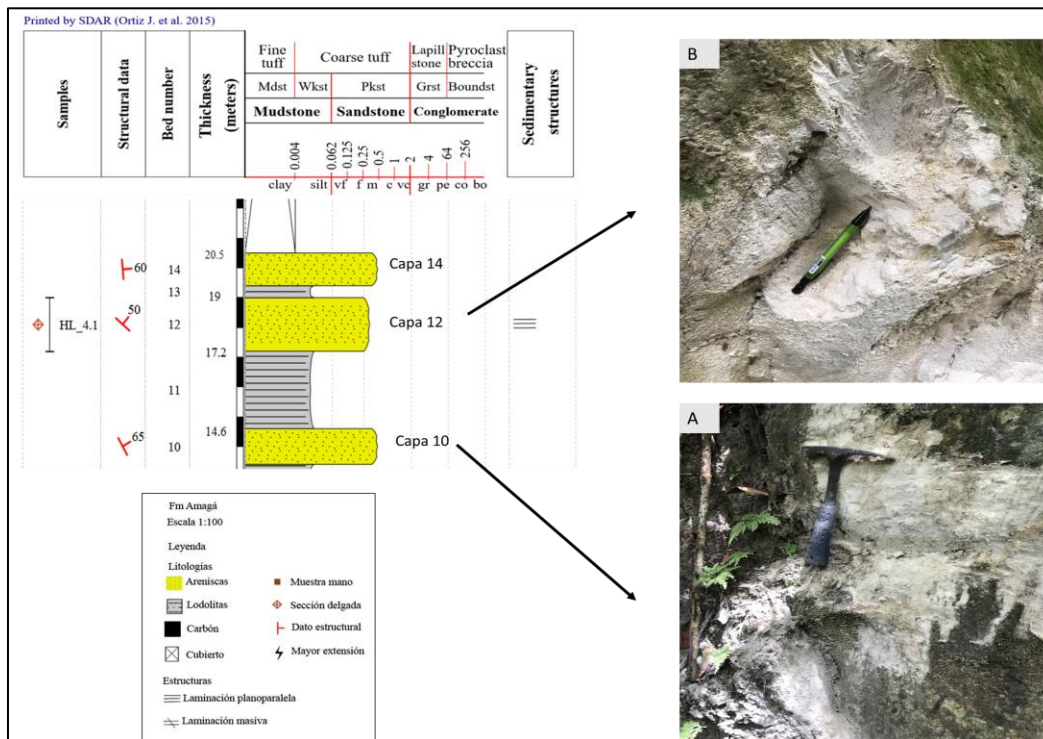 Printed by SDAR (Ortiz J. et al. 2015)
Samples
Structural data
Bed number
Thickness
(meters)
Fine
tuff
Coarse tuff
Lapill
stone
Pyroclast
breccia
Mdst
Wkst
Pkst
Grst
Boundst
Mudstone
Sandstone
Conglomerate
0.004
0.062
0.125
0.25
0.5
1
2
4
64
256
clay
silt
vf
f
m
c
vc
gr
pe
co
bo
Sedimentary
structures
20.5
60
14
Capa 14
13
19
50
HL_4.1
12
Capa 12
17.2
11
14.6
65
10
Capa 10
B
A
Fm Amagá
Escala 1:100
Leyenda
Litologías
Areniscas
Muestra mano
Lodolitas
Sección delgada
Carbón
Dato estructural
Cubierto
Mayor extensión
Estructuras
Laminación planoparalela
Laminación masiva